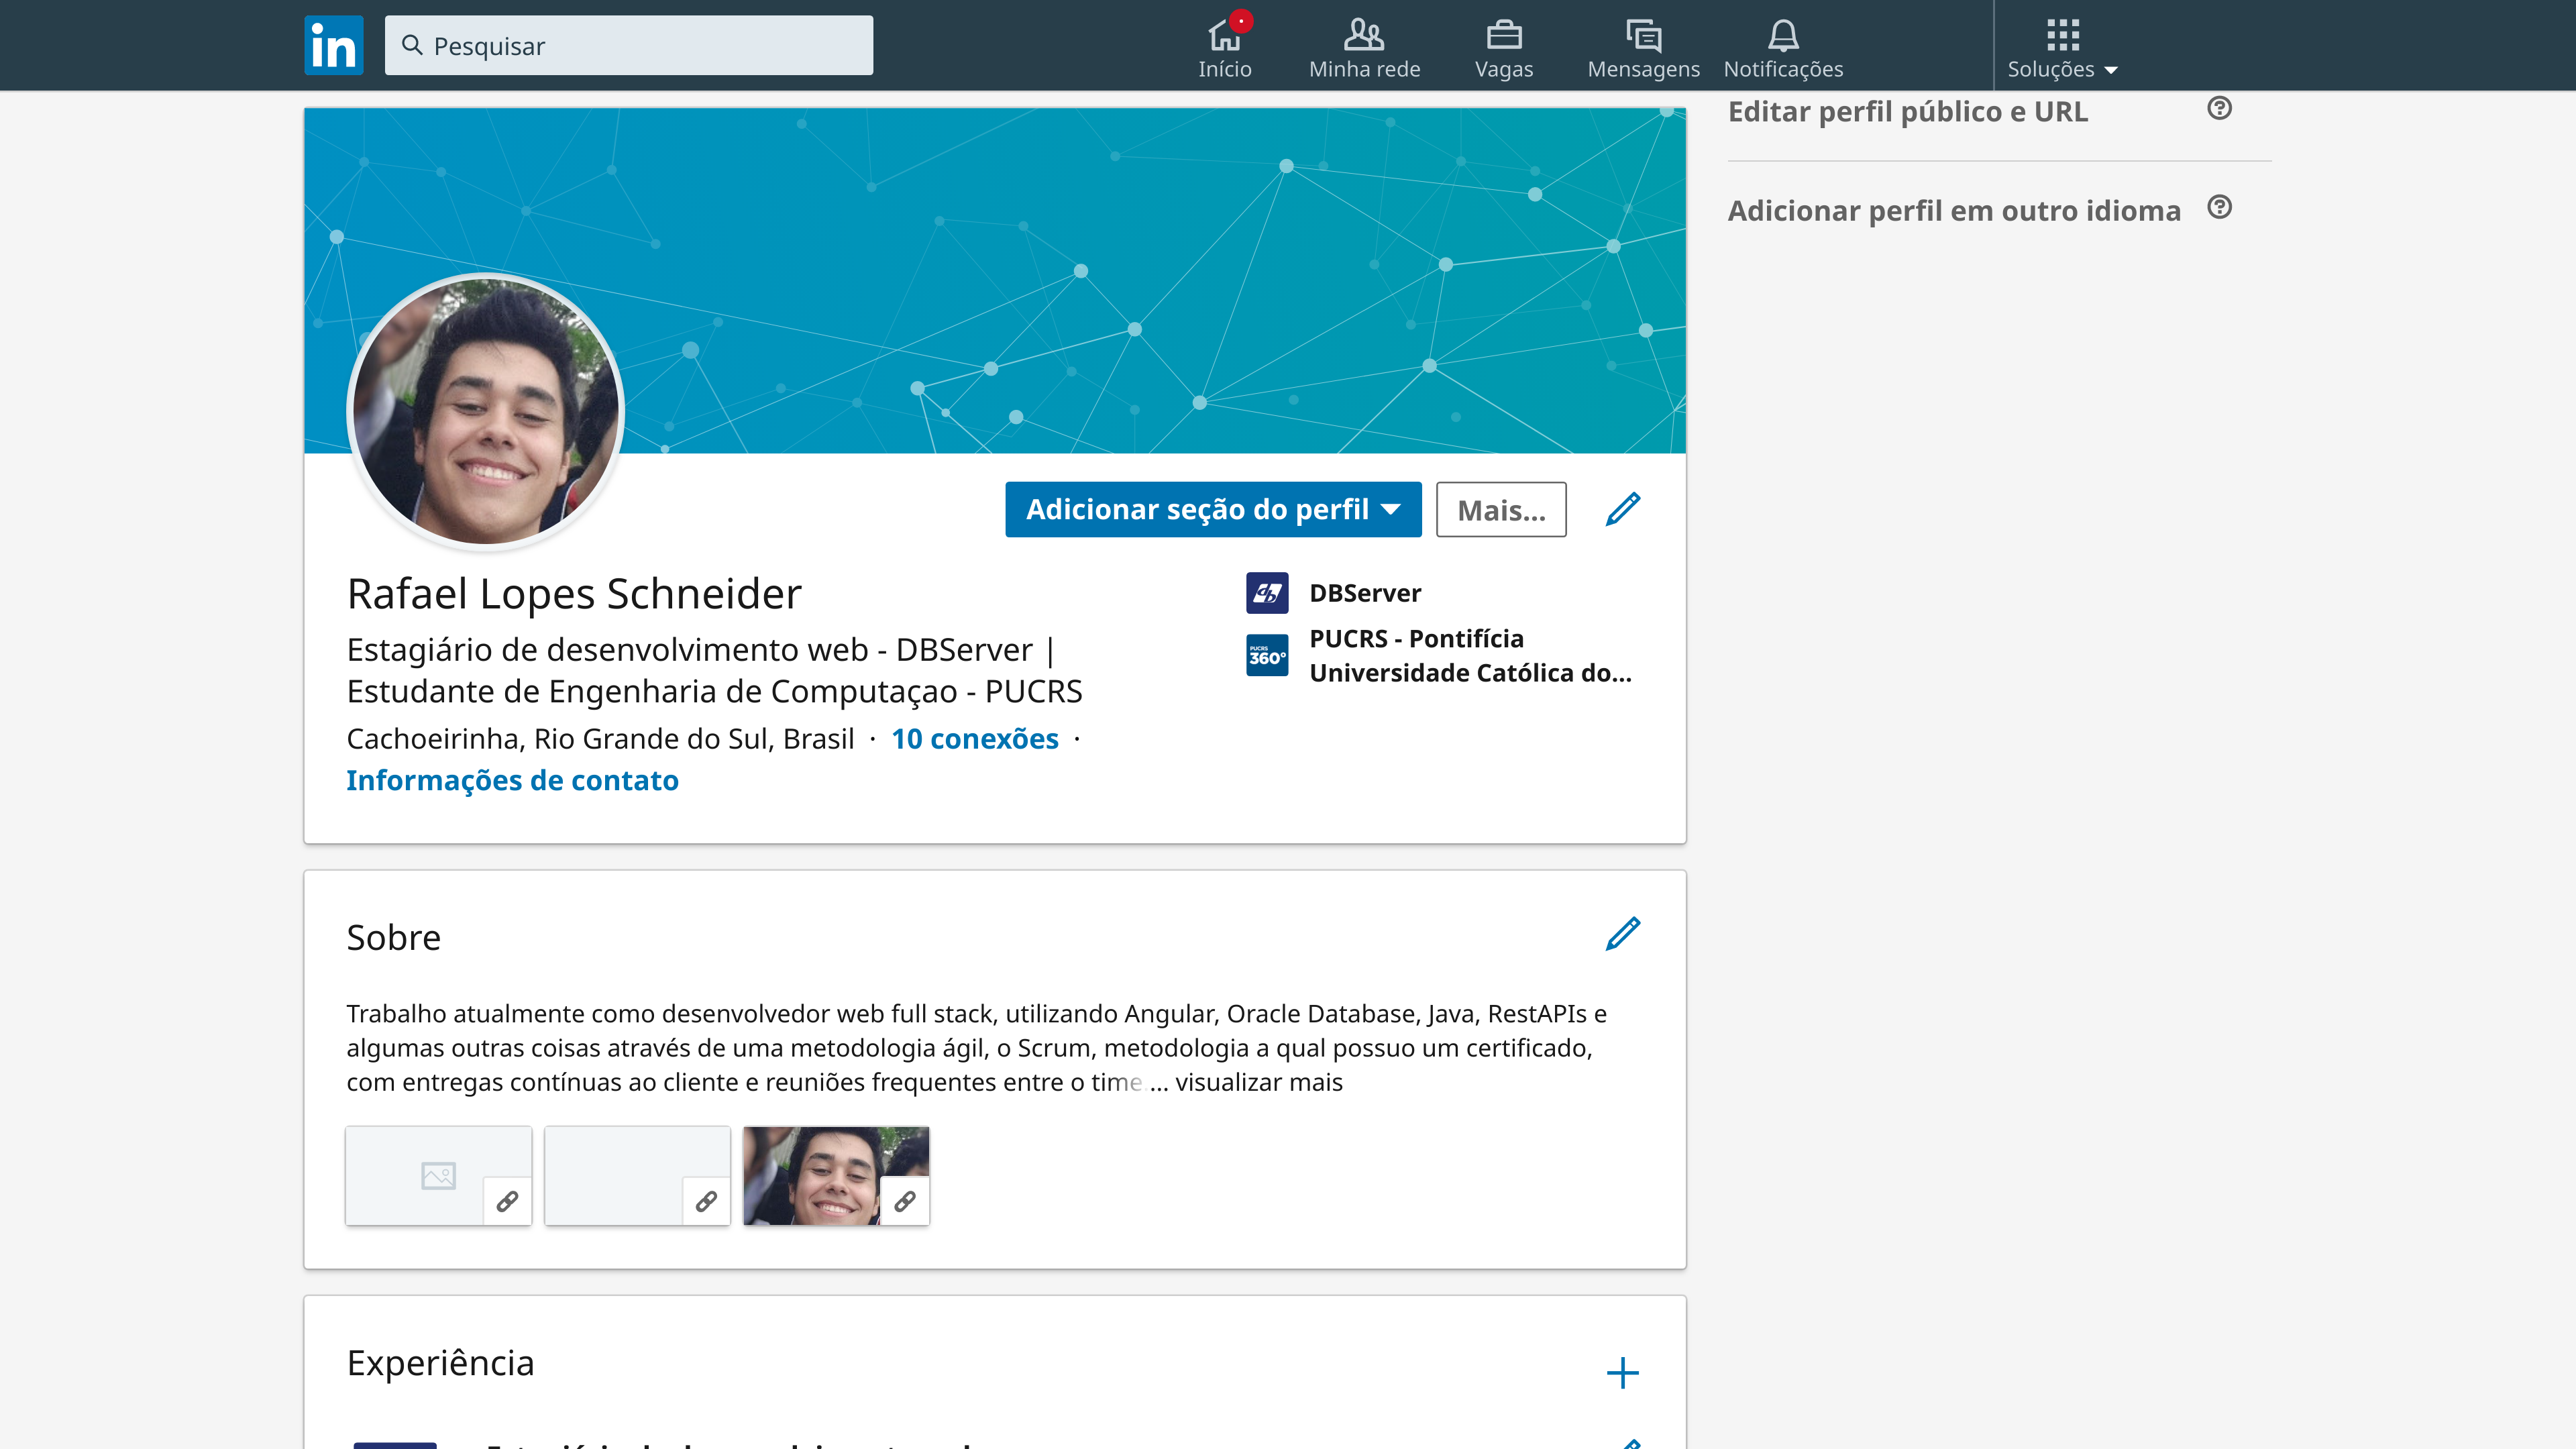 in
Pesquisar
Início
Minha rede
Vagas
Mensagens
Notificações
Soluções
Editar perfil público e URL
Adicionar perfil em outro idioma
Adicionar seção do perfil
Mais...
Rafael Lopes Schneider
Estagiário de desenvolvimento web - DBServer |
Estudante de Engenharia de Computaçao - PUCRS
Cachoeirinha, Rio Grande do Sul, Brasil · 10 conexões ·
Informações de contato
db
DBServer
PUCRS
360°
PUCRS - Pontifícia
Universidade Católica do...
Sobre
Trabalho atualmente como desenvolvedor web full stack, utilizando Angular, Oracle Database, Java, RestAPIs e
algumas outras coisas através de uma metodologia ágil, o Scrum, metodologia a qual possuo um certificado,
com entregas contínuas ao cliente e reuniões frequentes entre o time... visualizar mais
Experiência